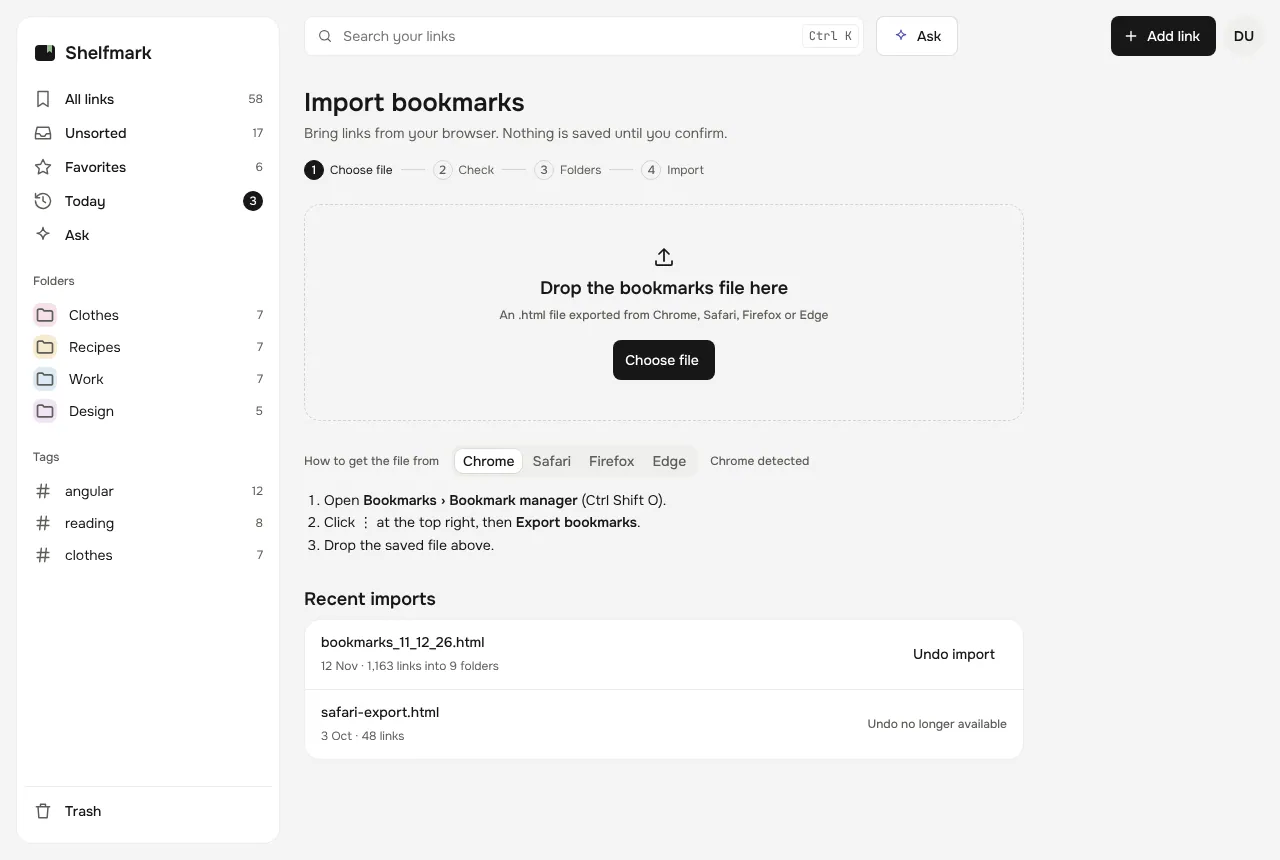 Shelfmark
All links 58
Unsorted 17
Favorites 6
Today 3
Ask
Folders
Clothes 7
Recipes 7
Work 7
Design 5
Tags
# angular 12
# reading 8
# clothes 7
Trash
Search your links Ctrl K
Ask
+ Add link
DU
Import bookmarks
Bring links from your browser. Nothing is saved until you confirm.
1 Choose file 2 Check 3 Folders 4 Import
Drop the bookmarks file here
An .html file exported from Chrome, Safari, Firefox or Edge
Choose file
How to get the file from Chrome Safari Firefox Edge Chrome detected
1. Open Bookmarks › Bookmark manager (Ctrl Shift O).
2. Click ⋮ at the top right, then Export bookmarks.
3. Drop the saved file above.
Recent imports
bookmarks_11_12_26.html
12 Nov · 1,163 links into 9 folders
Undo import
safari-export.html
3 Oct · 48 links
Undo no longer available